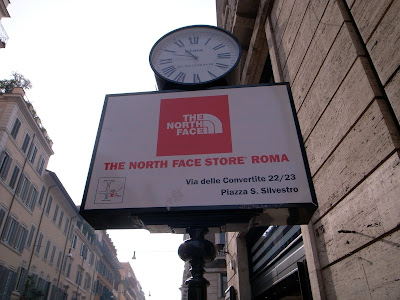 THE
NORTH
FACE
THE NORTH FACE STORE ROMA
Via delle Convertite 22/23
Piazza S. Silvestro